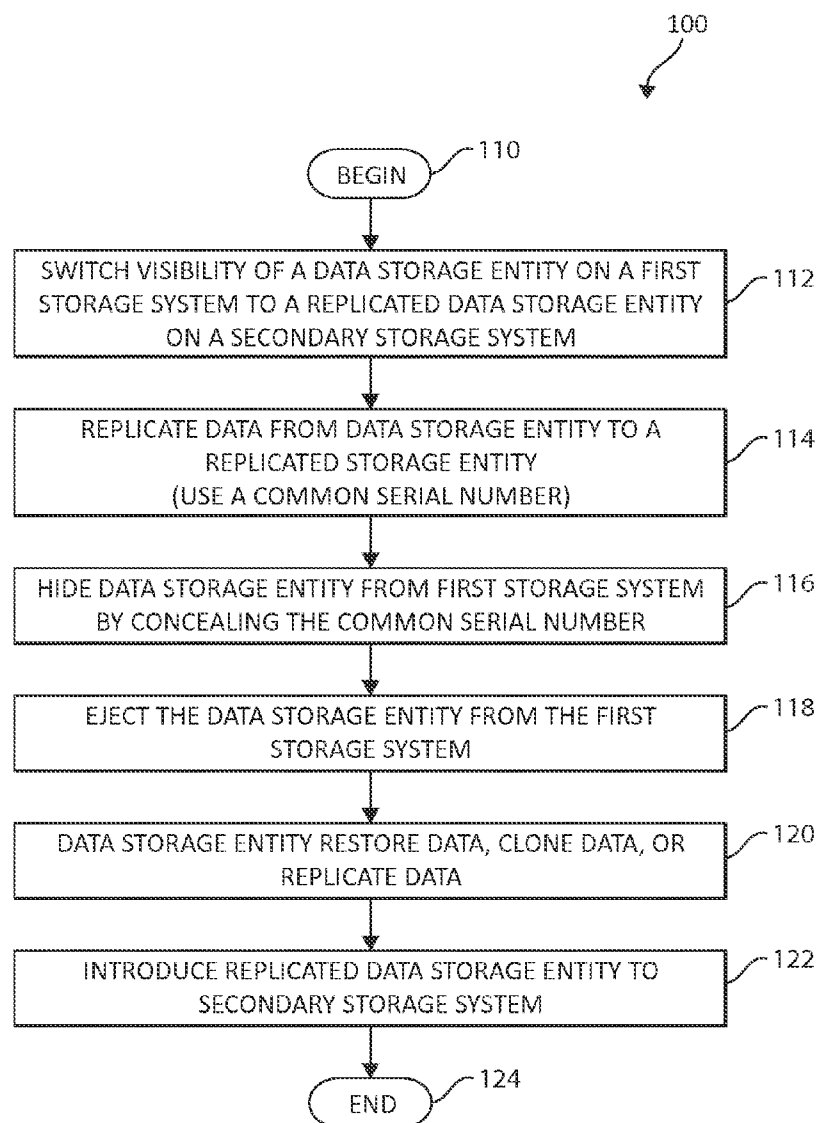 100
BEGIN
110
SWITCH VISIBILITY OF A DATA STORAGE ENTITY ON A FIRST
STORAGE SYSTEM TO A REPLICATED DATA STORAGE ENTITY
ON A SECONDARY STORAGE SYSTEM
112
REPLICATE DATA FROM DATA STORAGE ENTITY TO A
REPLICATED STORAGE ENTITY
(USE A COMMON SERIAL NUMBER)
114
HIDE DATA STORAGE ENTITY FROM FIRST STORAGE SYSTEM
BY CONCEALING THE COMMON SERIAL NUMBER
116
EJECT THE DATA STORAGE ENTITY FROM THE FIRST
STORAGE SYSTEM
118
DATA STORAGE ENTITY RESTORE DATA, CLONE DATA, OR
REPLICATE DATA
120
INTRODUCE REPLICATED DATA STORAGE ENTITY TO
SECONDARY STORAGE SYSTEM
122
END
124